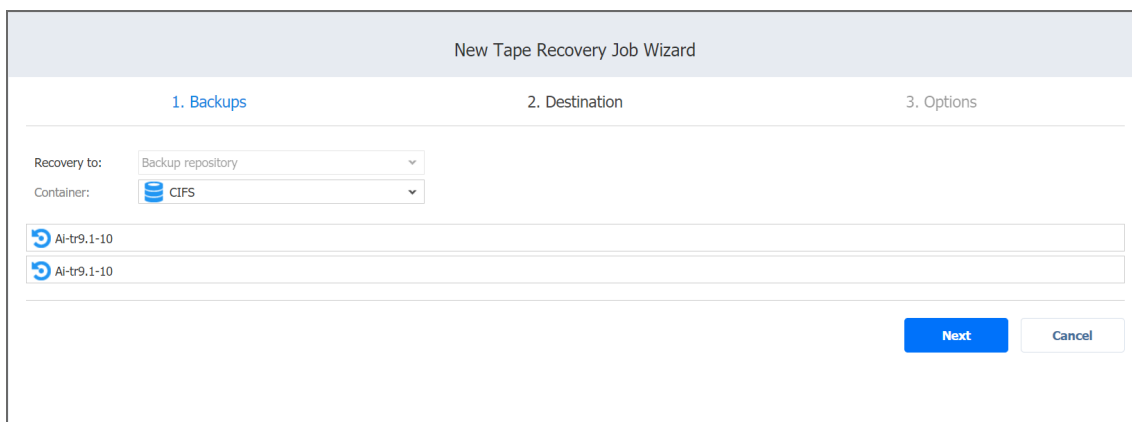 New Tape Recovery Job Wizard
1. Backups 2. Destination 3. Options
Recovery to: Backup repository
Container: CIFS
Ai-tr9.1-10
Ai-tr9.1-10
Next Cancel